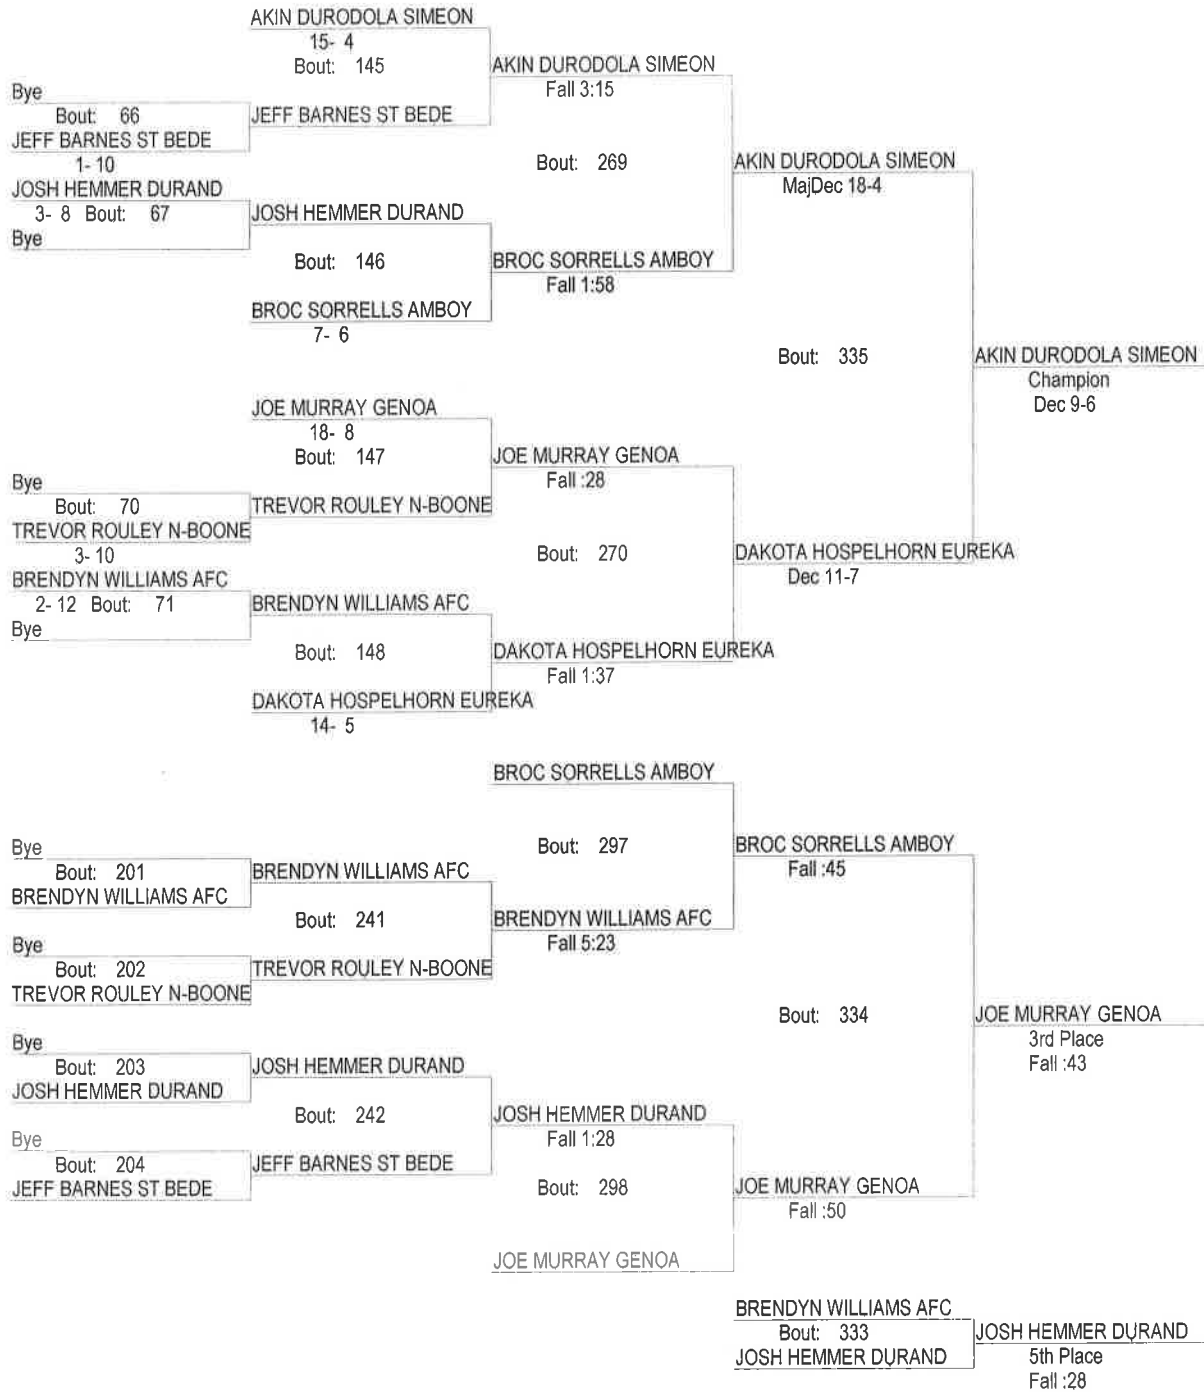 AKIN DURODOLA SIMEON
15- 4
Bout: 145
AKIN DURODOLA SIMEON
Fall 3:15
Bye
Bout: 66
JEFF BARNES ST BEDE
JEFF BARNES ST BEDE
1- 10
Bout: 269
AKIN DURODOLA SIMEON
MajDec 18-4
JOSH HEMMER DURAND
3- 8 Bout: 67
JOSH HEMMER DURAND
Bye
Bout: 146
BROC SORRELLS AMBOY
Fall 1:58
BROC SORRELLS AMBOY
7- 6
Bout: 335
AKIN DURODOLA SIMEON
Champion
Dec 9-6
JOE MURRAY GENOA
18- 8
Bout: 147
JOE MURRAY GENOA
Fall :28
Bye
Bout: 70
TREVOR ROULEY N-BOONE
TREVOR ROULEY N-BOONE
3- 10
Bout: 270
DAKOTA HOSPELHORN EUREKA
Dec 11-7
BRENDYN WILLIAMS AFC
2- 12 Bout: 71
BRENDYN WILLIAMS AFC
Bye
Bout: 148
DAKOTA HOSPELHORN EUREKA
Fall 1:37
DAKOTA HOSPELHORN EUREKA
14- 5
BROC SORRELLS AMBOY
Bout: 297
BROC SORRELLS AMBOY
Fall :45
Bye
Bout: 201
BRENDYN WILLIAMS AFC
BRENDYN WILLIAMS AFC
Bout: 241
BRENDYN WILLIAMS AFC
Fall 5:23
Bye
Bout: 202
TREVOR ROULEY N-BOONE
TREVOR ROULEY N-BOONE
Bout: 334
JOE MURRAY GENOA
3rd Place
Fall :43
Bye
Bout: 203
JOSH HEMMER DURAND
JOSH HEMMER DURAND
Bout: 242
JOSH HEMMER DURAND
Fall 1:28
Bye
Bout: 204
JEFF BARNES ST BEDE
JEFF BARNES ST BEDE
Bout: 298
JOE MURRAY GENOA
Fall :50
JOE MURRAY GENOA
BRENDYN WILLIAMS AFC
Bout: 333
JOSH HEMMER DURAND
JOSH HEMMER DURAND
5th Place
Fall :28